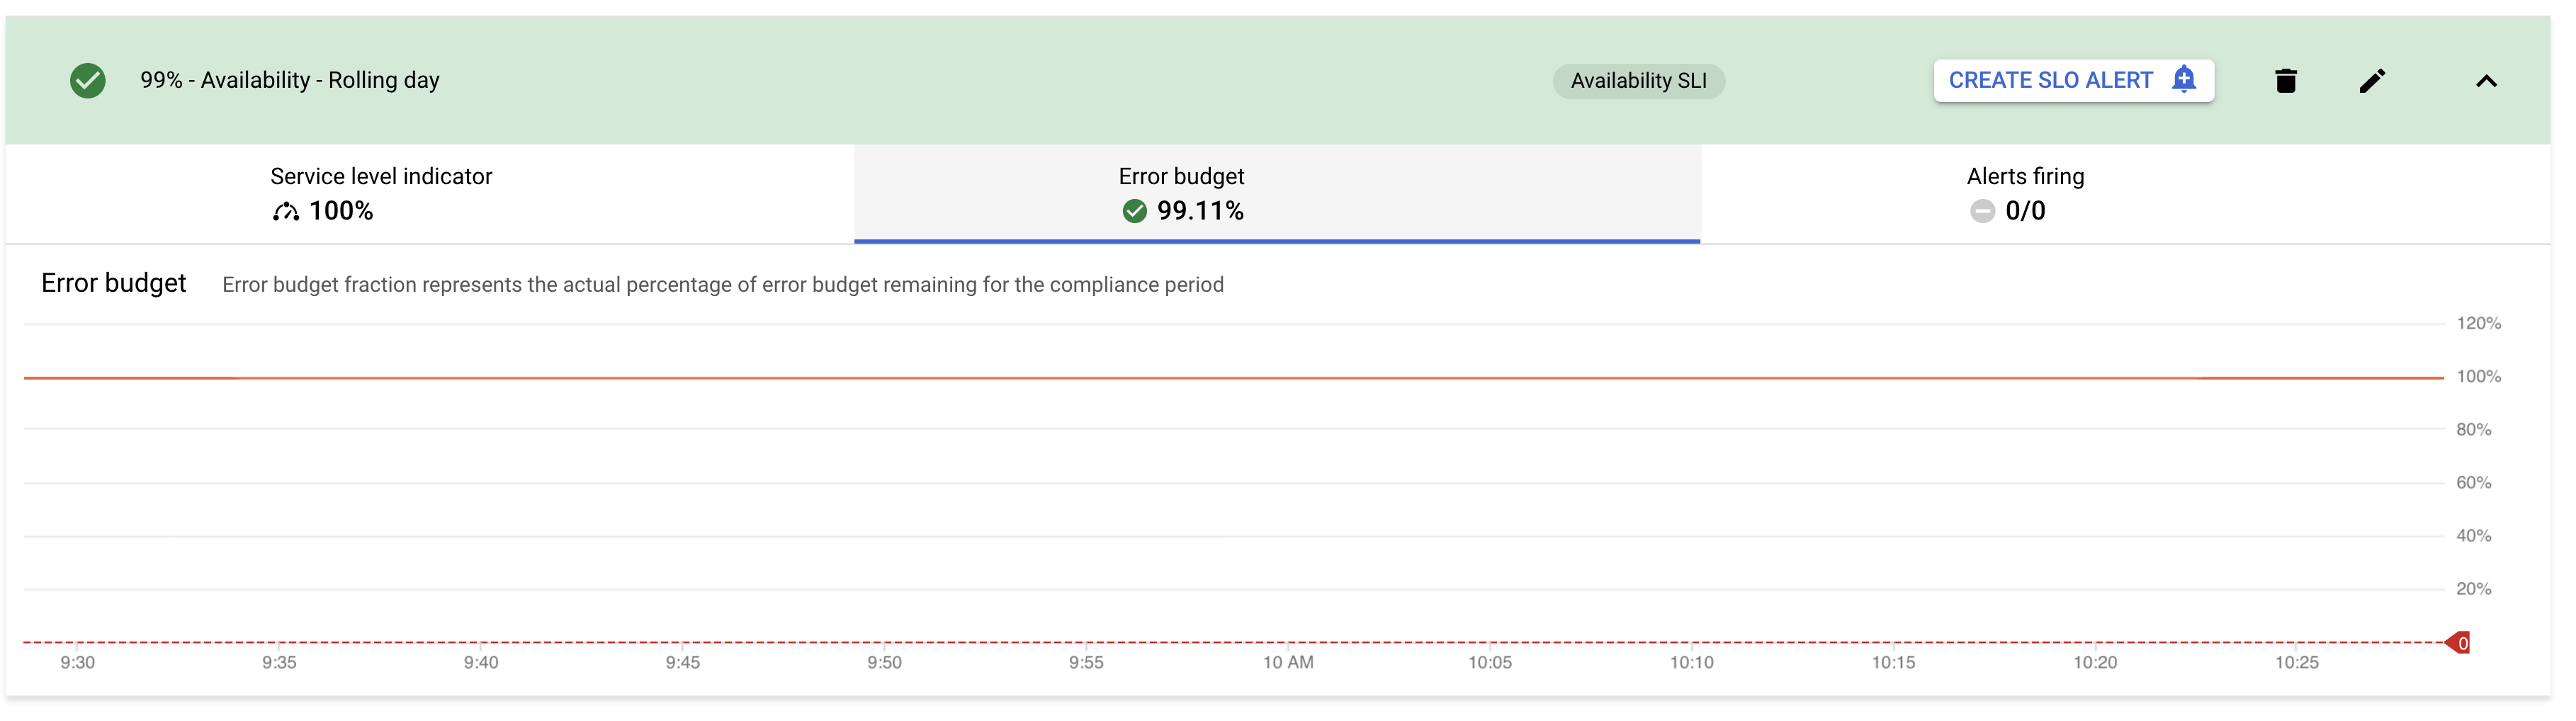 99% - Availability - Rolling day
Availability SLI
CREATE SLO ALERT
Service level indicator
100%
Error budget
99.11%
Alerts firing
0/0
Error budget Error budget fraction represents the actual percentage of error budget remaining for the compliance period
120%
100%
80%
60%
40%
20%
0
9:30 9:35 9:40 9:45 9:50 9:55 10 AM 10:05 10:10 10:15 10:20 10:25